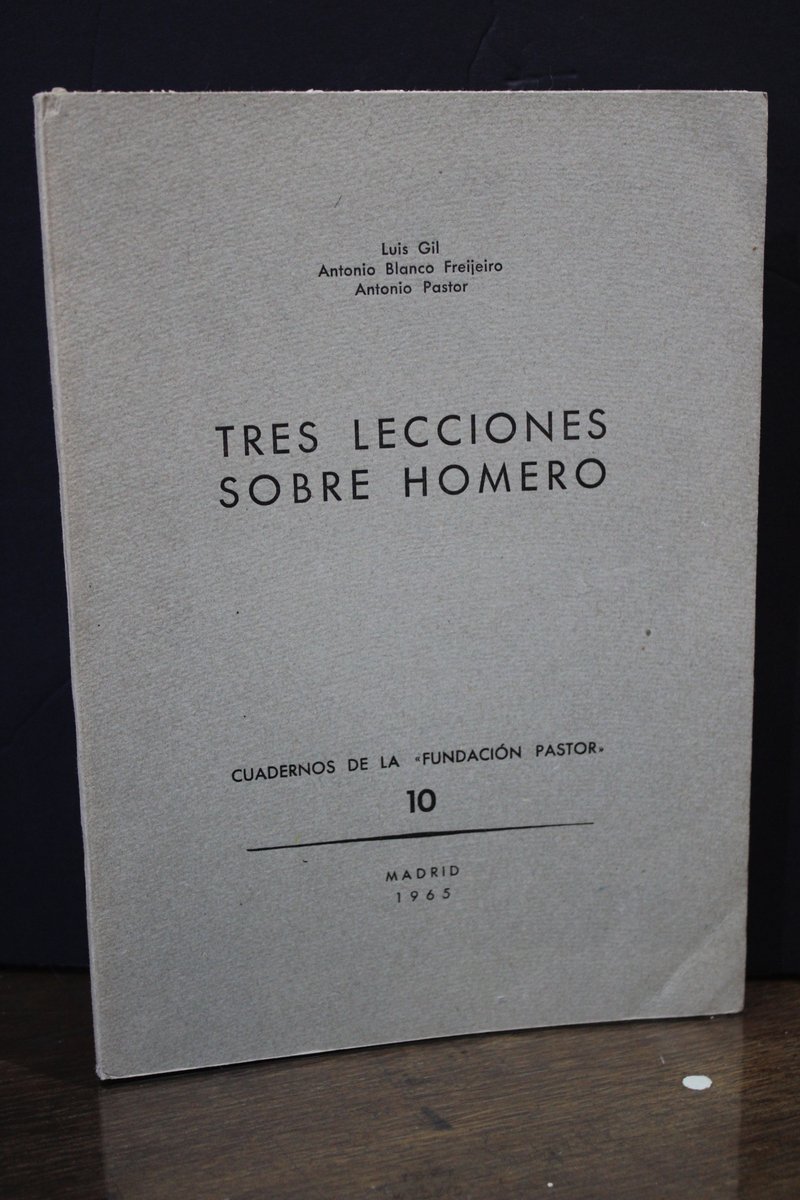 Luis Gil
Antonio Blanco Freijeiro
Antonio Pastor
TRES LECCIONES
SOBRE HOMERO
CUADERNOS DE LA «FUNDACIÓN PASTOR»
10
MADRID
1965